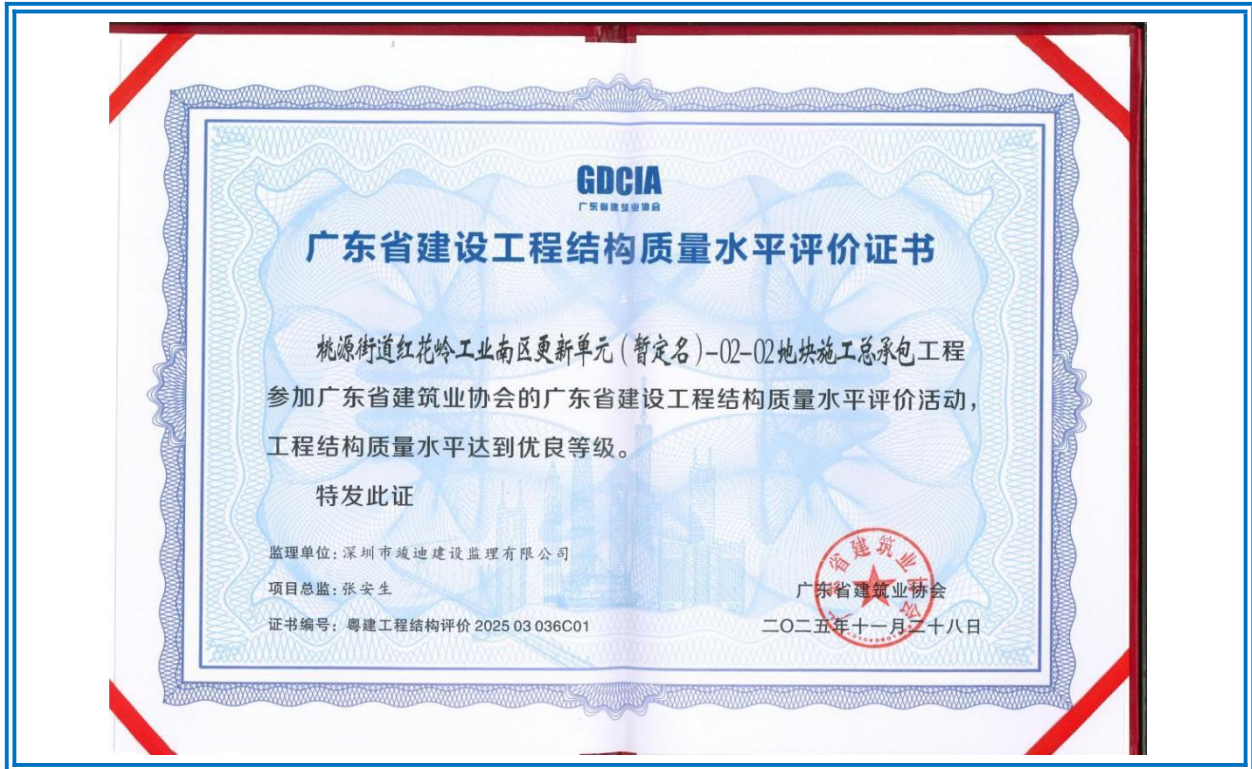 GDCIA
广东省建筑业协会
广东省建设工程结构质量水平评价证书
桃源街道红花岭工业南区更新单元(暂定名)-02-02地块施工总承包工程
参加广东省建筑业协会的广东省建设工程结构质量水平评价活动,
工程结构质量水平达到优良等级。
特发此证
监理单位:深圳市竣迪建设监理有限公司
项目总监:张安生
证书编号:粤建工程结构评价 2025 03 036C01
广东省建筑业协会
广东省建筑业协会
二〇二五年十一月二十八日